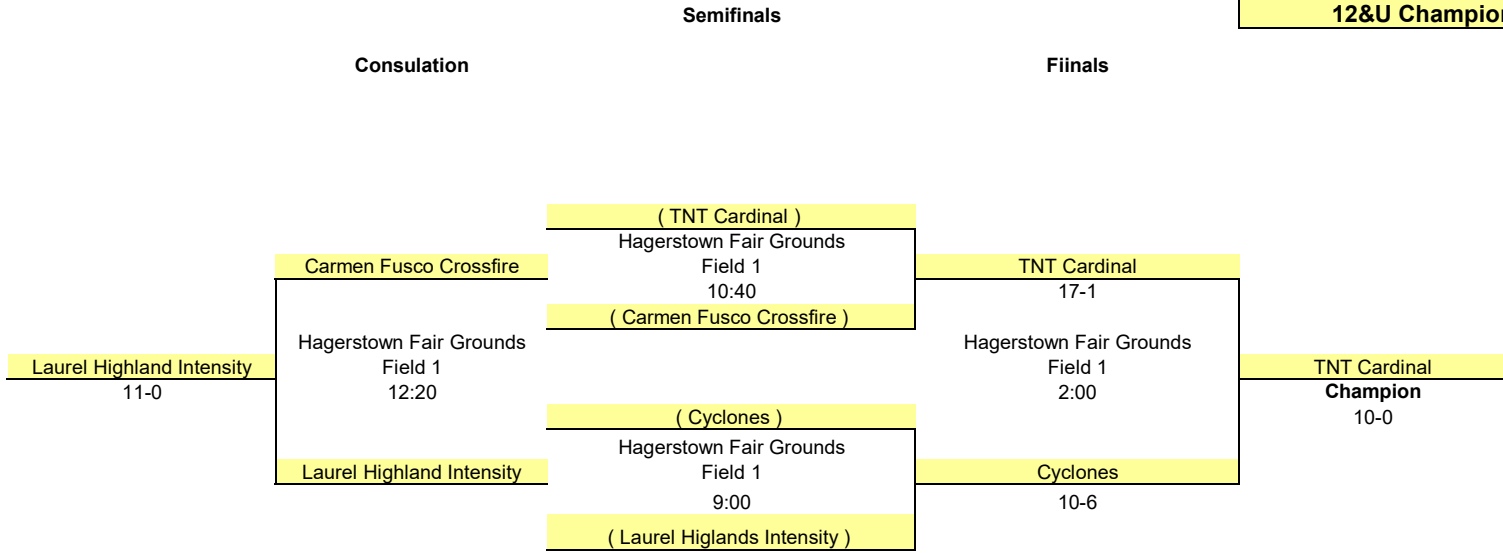 Semifinals
12&U Champion
Consulation
Fiinals
( TNT Cardinal )
Hagerstown Fair Grounds
Carmen Fusco Crossfire
Field 1
TNT Cardinal
10:40
17-1
( Carmen Fusco Crossfire )
Hagerstown Fair Grounds
Hagerstown Fair Grounds
Laurel Highland Intensity
Field 1
Field 1
TNT Cardinal
11-0
12:20
2:00
Champion
( Cyclones )
10-0
Hagerstown Fair Grounds
Laurel Highland Intensity
Field 1
Cyclones
9:00
10-6
( Laurel Higlands Intensity )